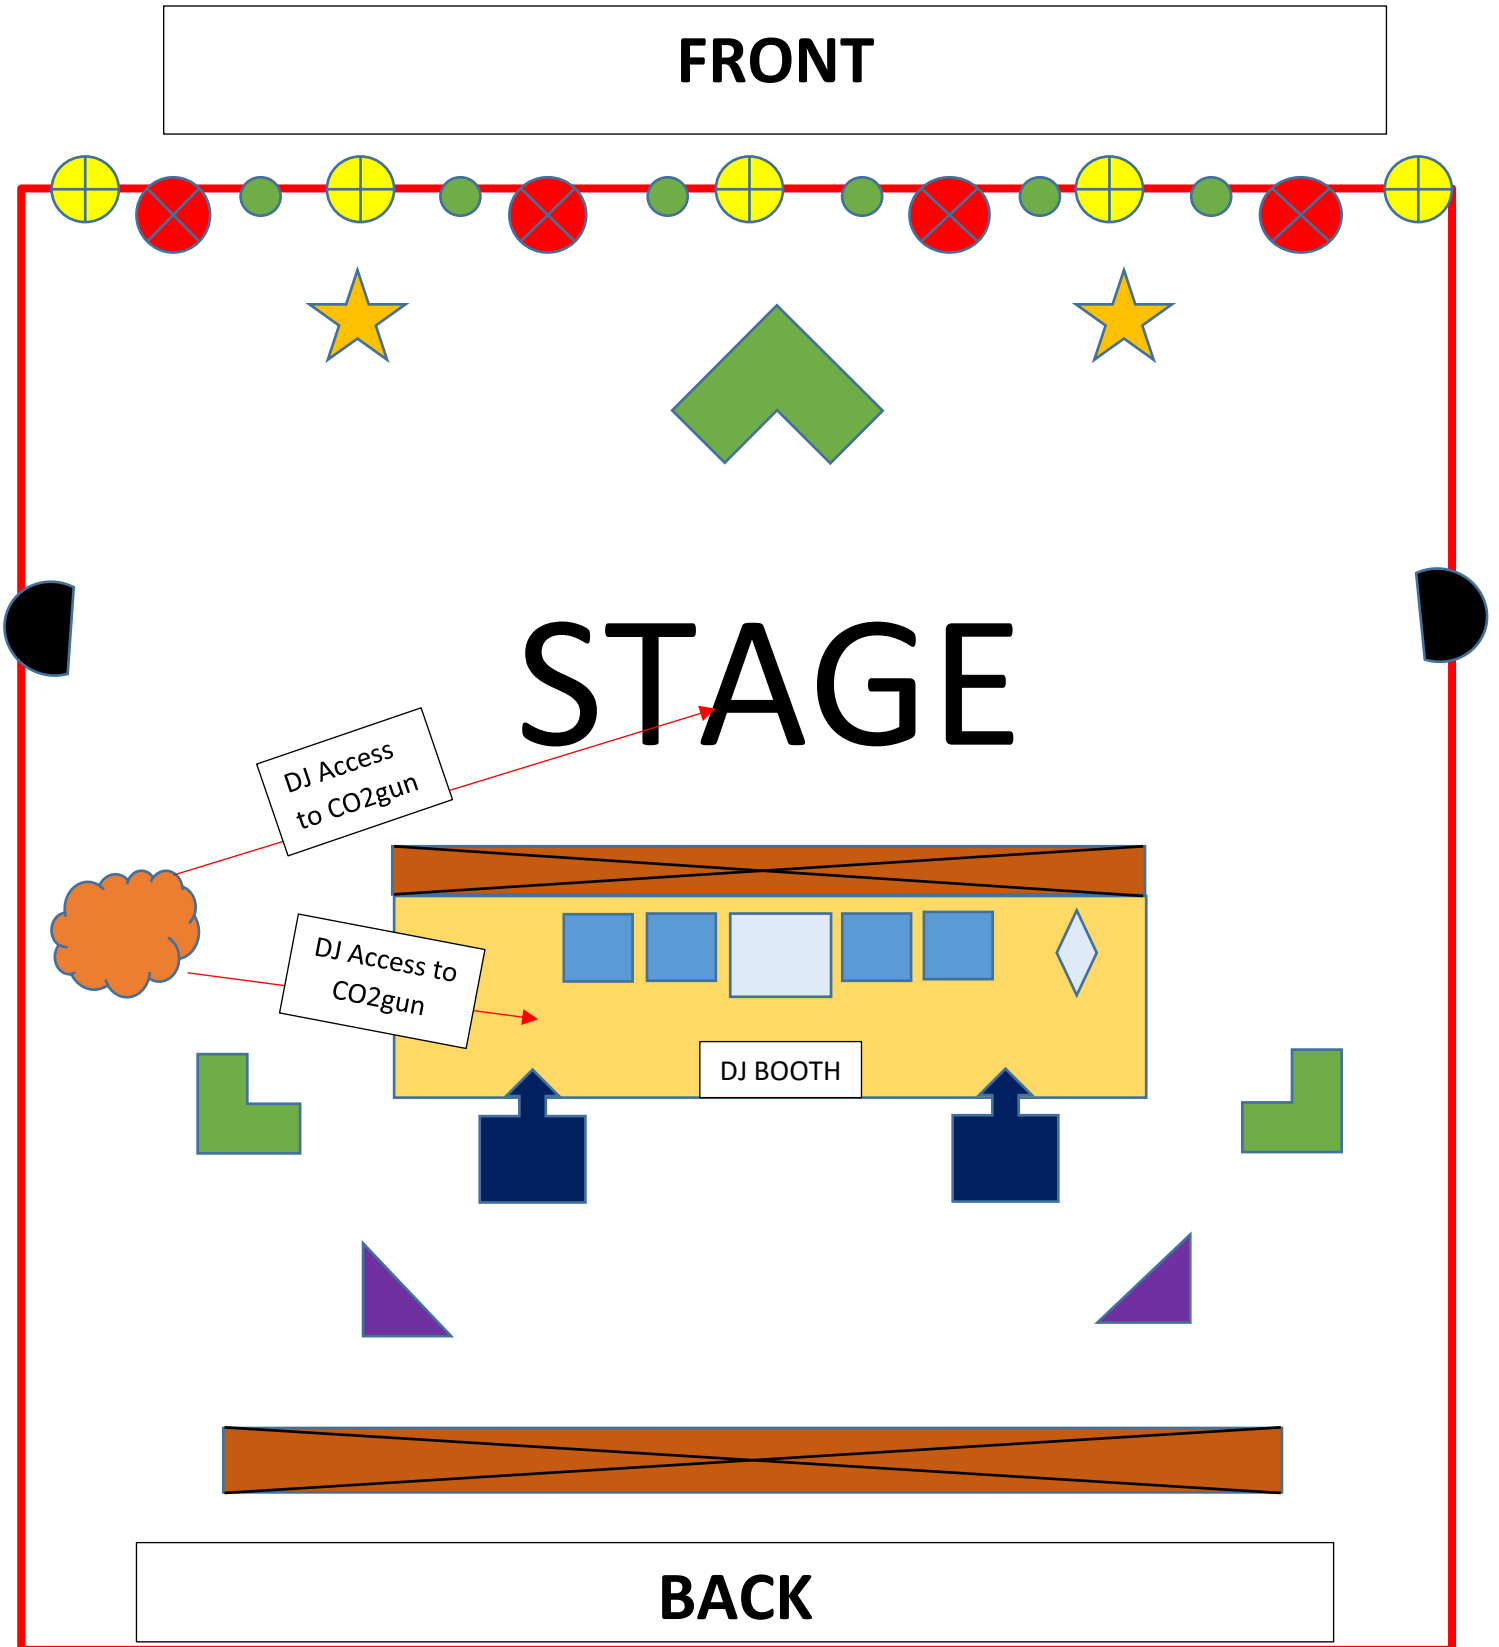 FRONT
STAGE
DJ Access
to CO2gun
DJ Access to
CO2gun
DJ BOOTH
BACK